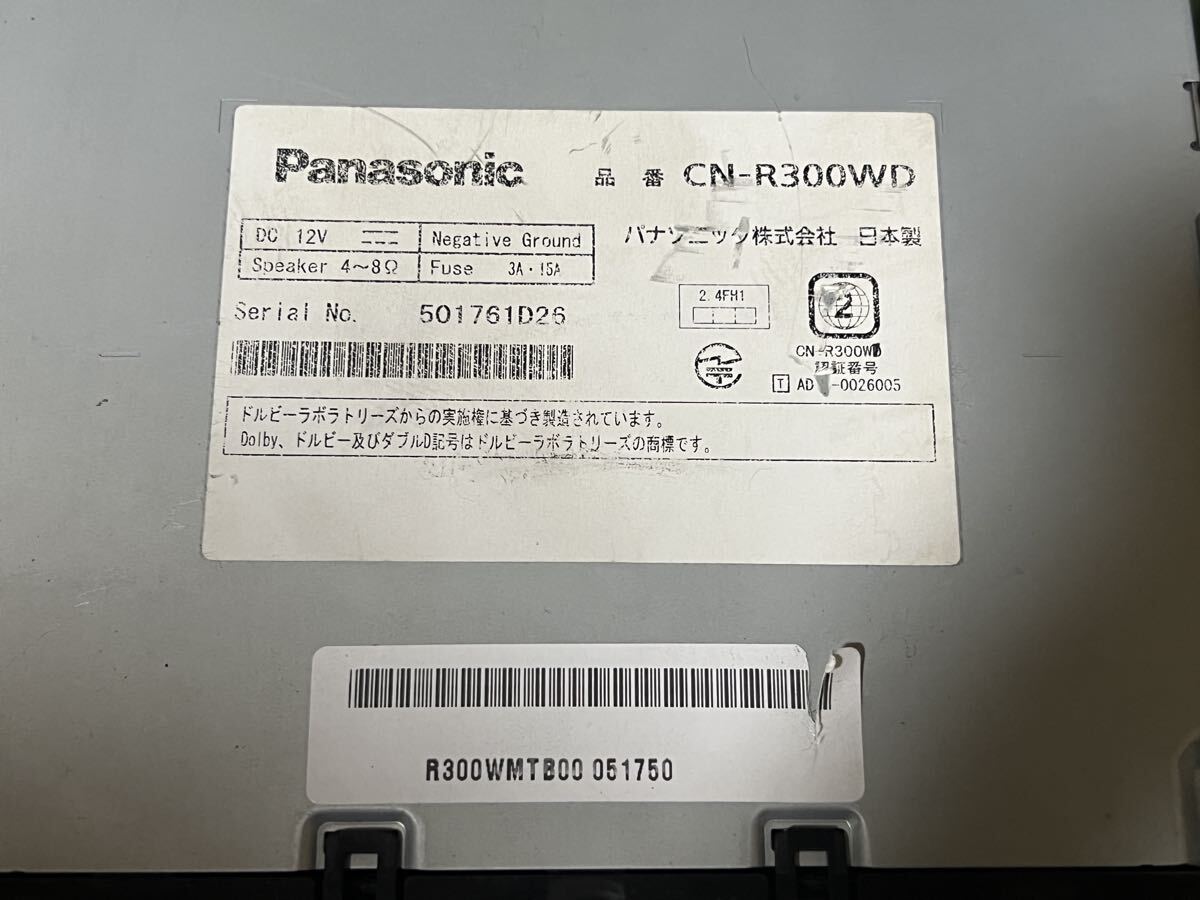 Panasonic
品番 CN-R300WD
DC 12V
Negative Ground
Speaker 4～8Ω
Fuse 3A・15A
パナソニック株式会社 日本製
Serial No. 501761D26
2.4FH1
2
CN-R300WD
認証番号
T AD -0026005
ドルビーラボラトリーズからの実施権に基づき製造されています。
Dolby、ドルビー及びダブルD記号はドルビーラボラトリーズの商標です。
R300WMTB00 051750